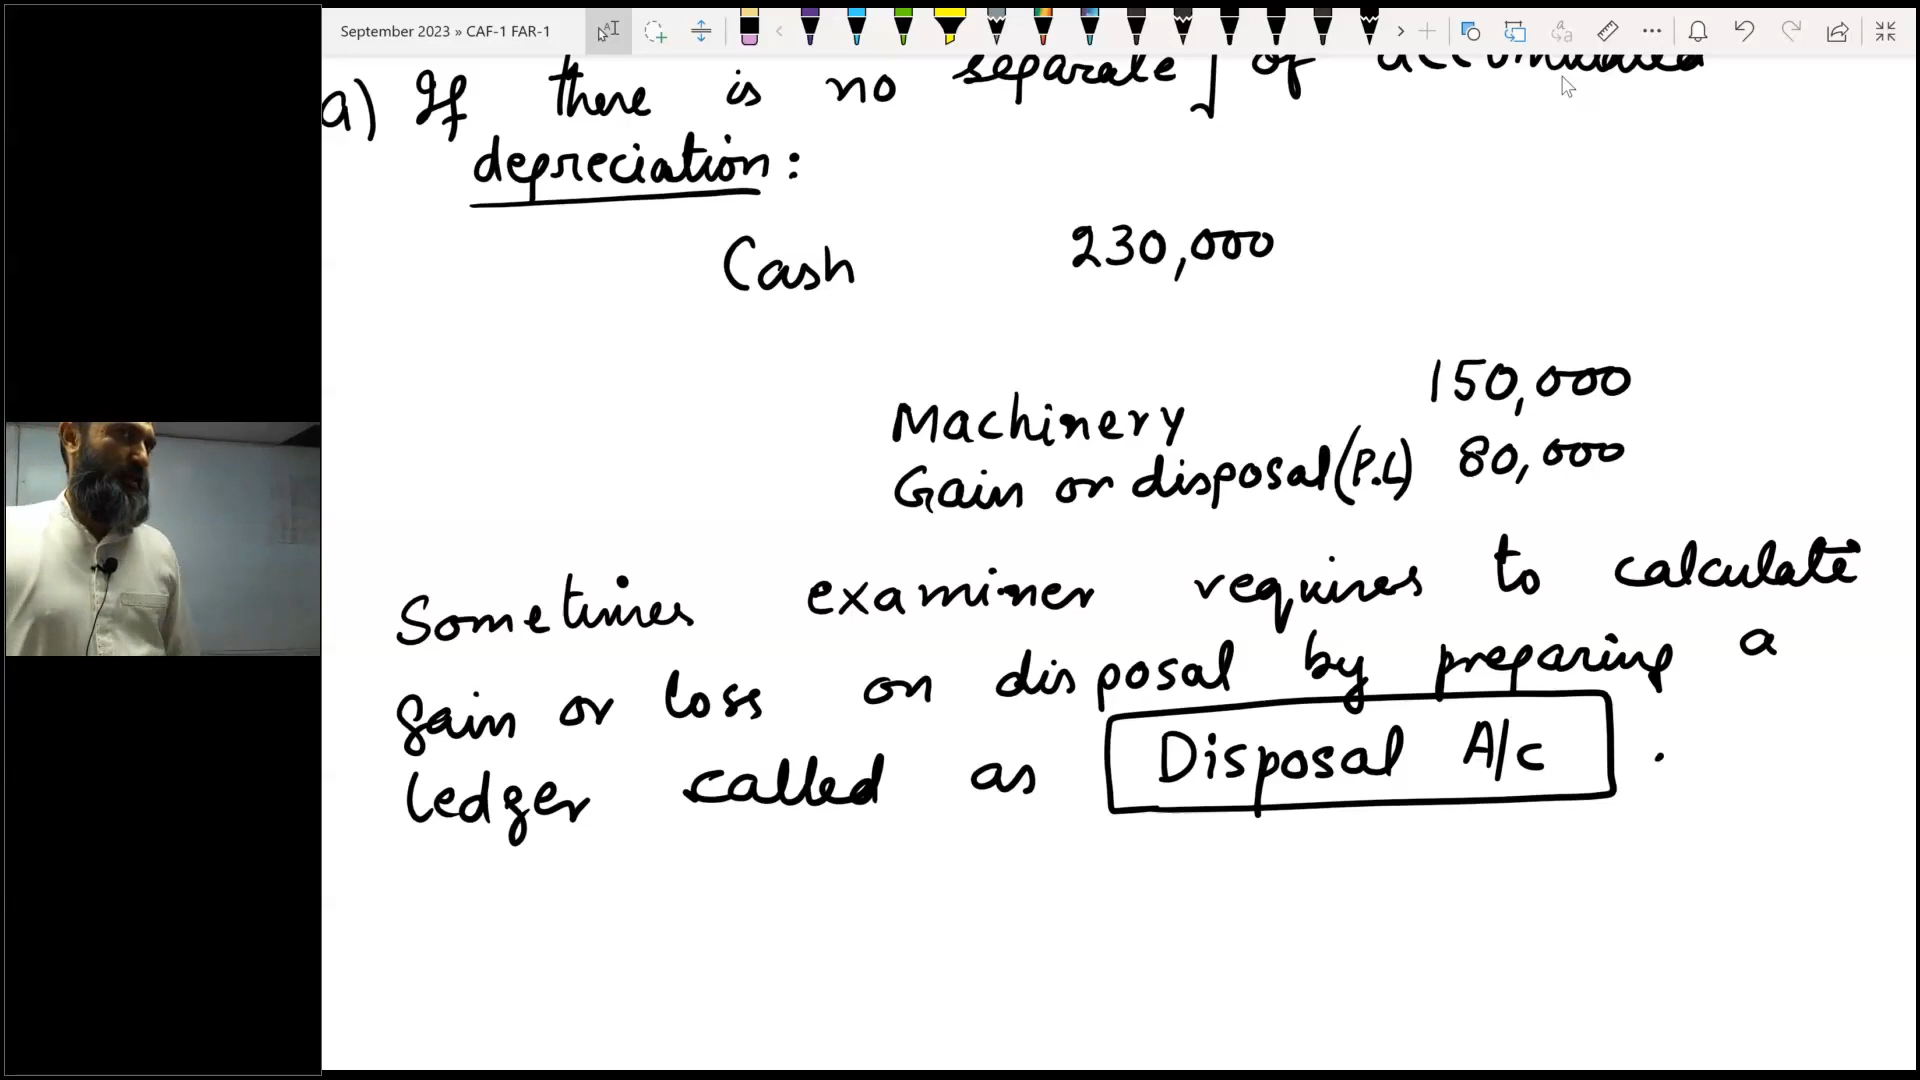 September 2023 » CAF-1 FAR-1
a) If there is no separate J of accumulated
depreciation:
Cash 230,000
Machinery 150,000
Gain on disposal (P.L) 80,000
Sometimes examiner requires to calculate
gain or loss on disposal by preparing a
ledger called as Disposal A/c .